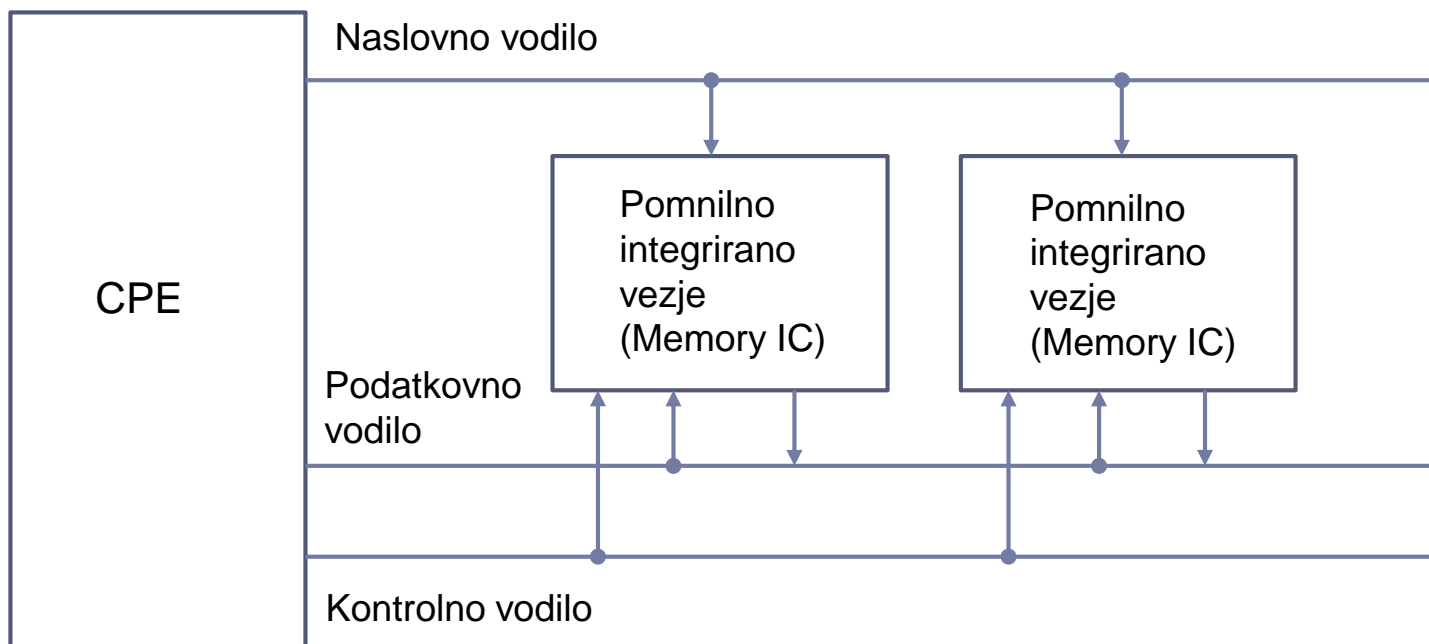 Naslovno vodilo
CPE
Pomnilno
integrirano
vezje
(Memory IC)
Pomnilno
integrirano
vezje
(Memory IC)
Podatkovno
vodilo
Kontrolno vodilo